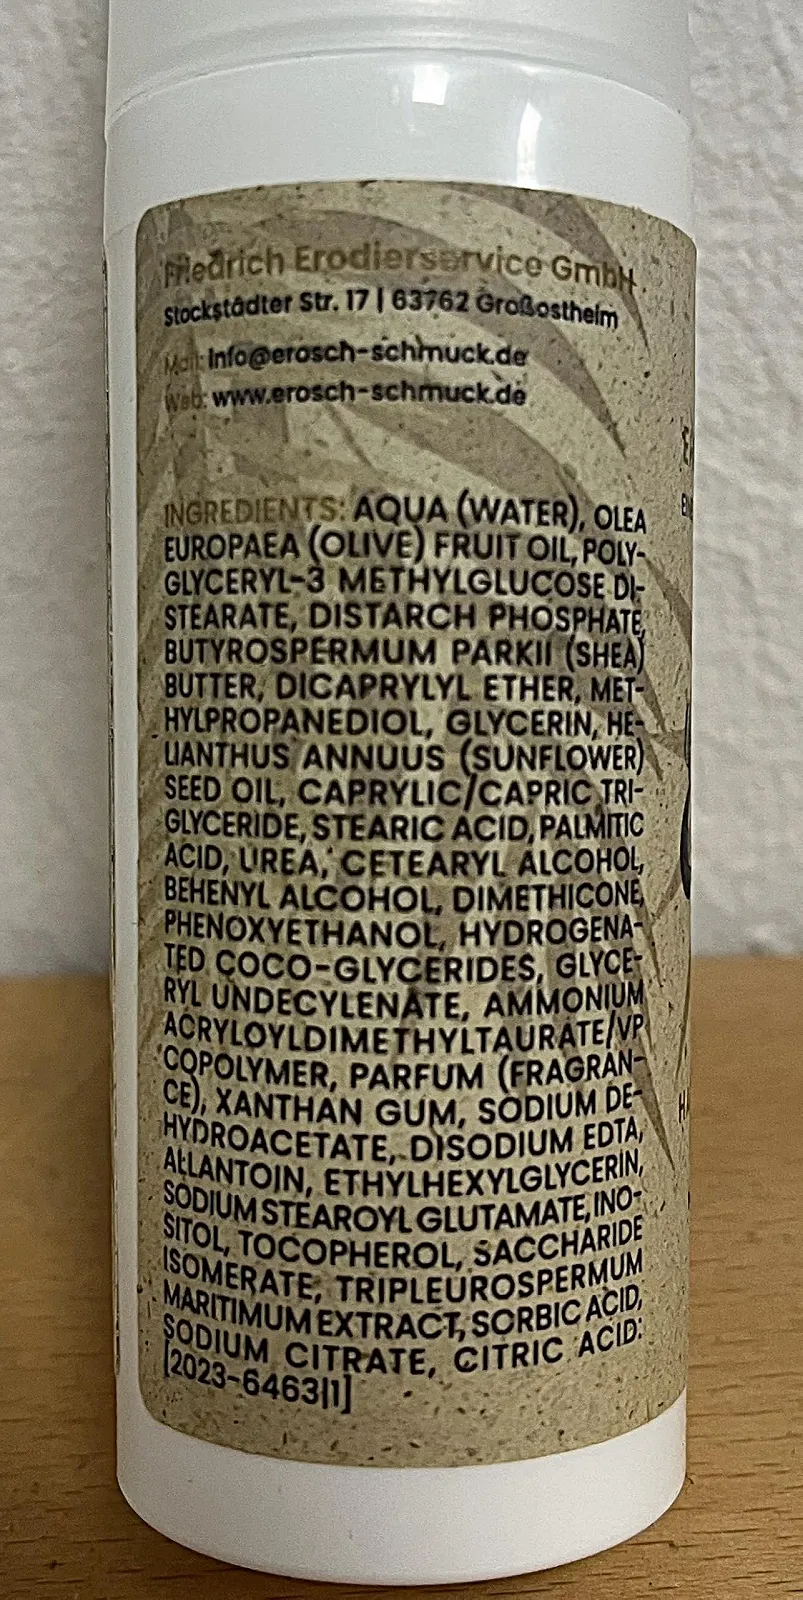 Friedrich Erodierservice GmbH
Stockstädter Str. 17 | 63762 Großostheim
Mail: info@erosch-schmuck.de
Web: www.erosch-schmuck.de
INGREDIENTS: AQUA (WATER), OLEA
EUROPAEA (OLIVE) FRUIT OIL, POLY-
GLYCERYL-3 METHYLGLUCOSE DI-
STEARATE, DISTARCH PHOSPHATE,
BUTYROSPERMUM PARKII (SHEA)
BUTTER, DICAPRYLYL ETHER, MET-
HYLPROPANEDIOL, GLYCERIN, HE-
LIANTHUS ANNUUS (SUNFLOWER)
SEED OIL, CAPRYLIC/CAPRIC TRI-
GLYCERIDE, STEARIC ACID, PALMITIC
ACID, UREA, CETEARYL ALCOHOL,
BEHENYL ALCOHOL, DIMETHICONE,
PHENOXYETHANOL, HYDROGENA-
TED COCO-GLYCERIDES, GLYCE-
RYL UNDECYLENATE, AMMONIUM
ACRYLOYLDIMETHYLTAURATE/VP
COPOLYMER, PARFUM (FRAGRAN-
CE), XANTHAN GUM, SODIUM DE-
HYDROACETATE, DISODIUM EDTA,
ALLANTOIN, ETHYLHEXYLGLYCERIN,
SODIUM STEAROYL GLUTAMATE, INO-
SITOL, TOCOPHEROL, SACCHARIDE
ISOMERATE, TRIPLEUROSPERMUM
MARITIMUM EXTRACT, SORBIC ACID,
SODIUM CITRATE, CITRIC ACID.
[2023-6463|1]